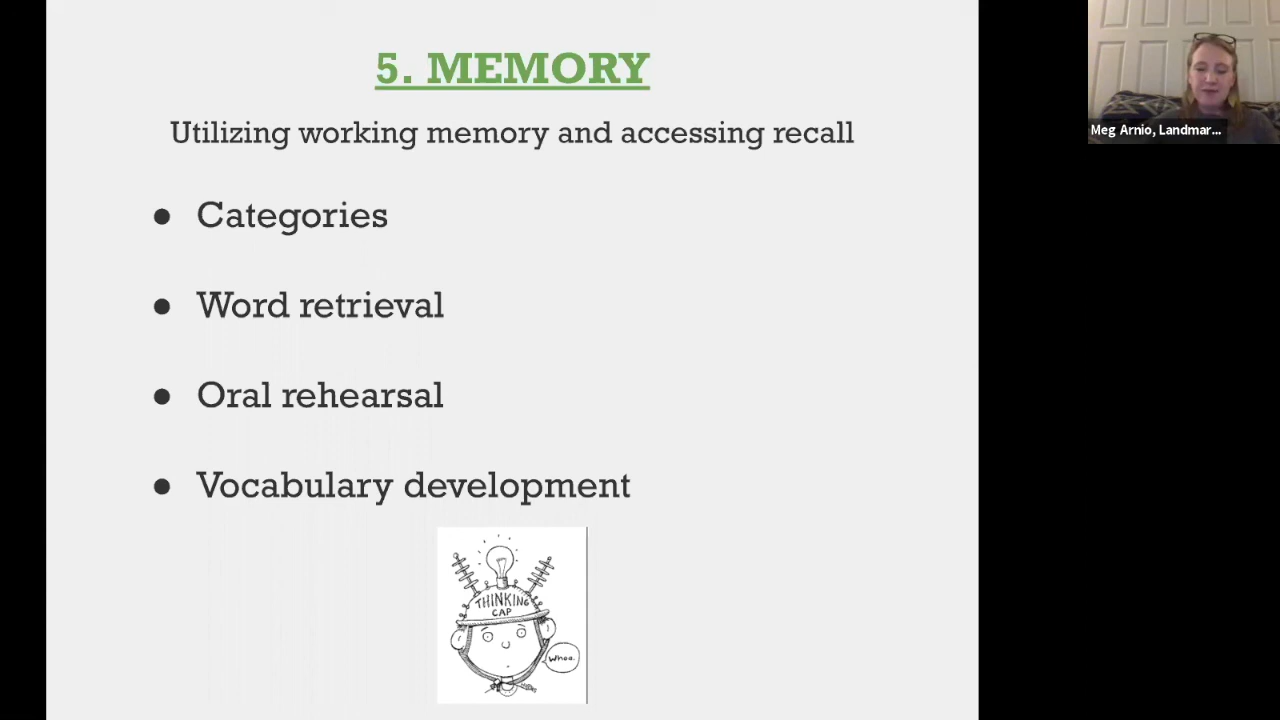 5. MEMORY
Utilizing working memory and accessing recall
● Categories
● Word retrieval
● Oral rehearsal
● Vocabulary development
THINKING
CAP
Whoa.
Meg Arnio, Landmar...